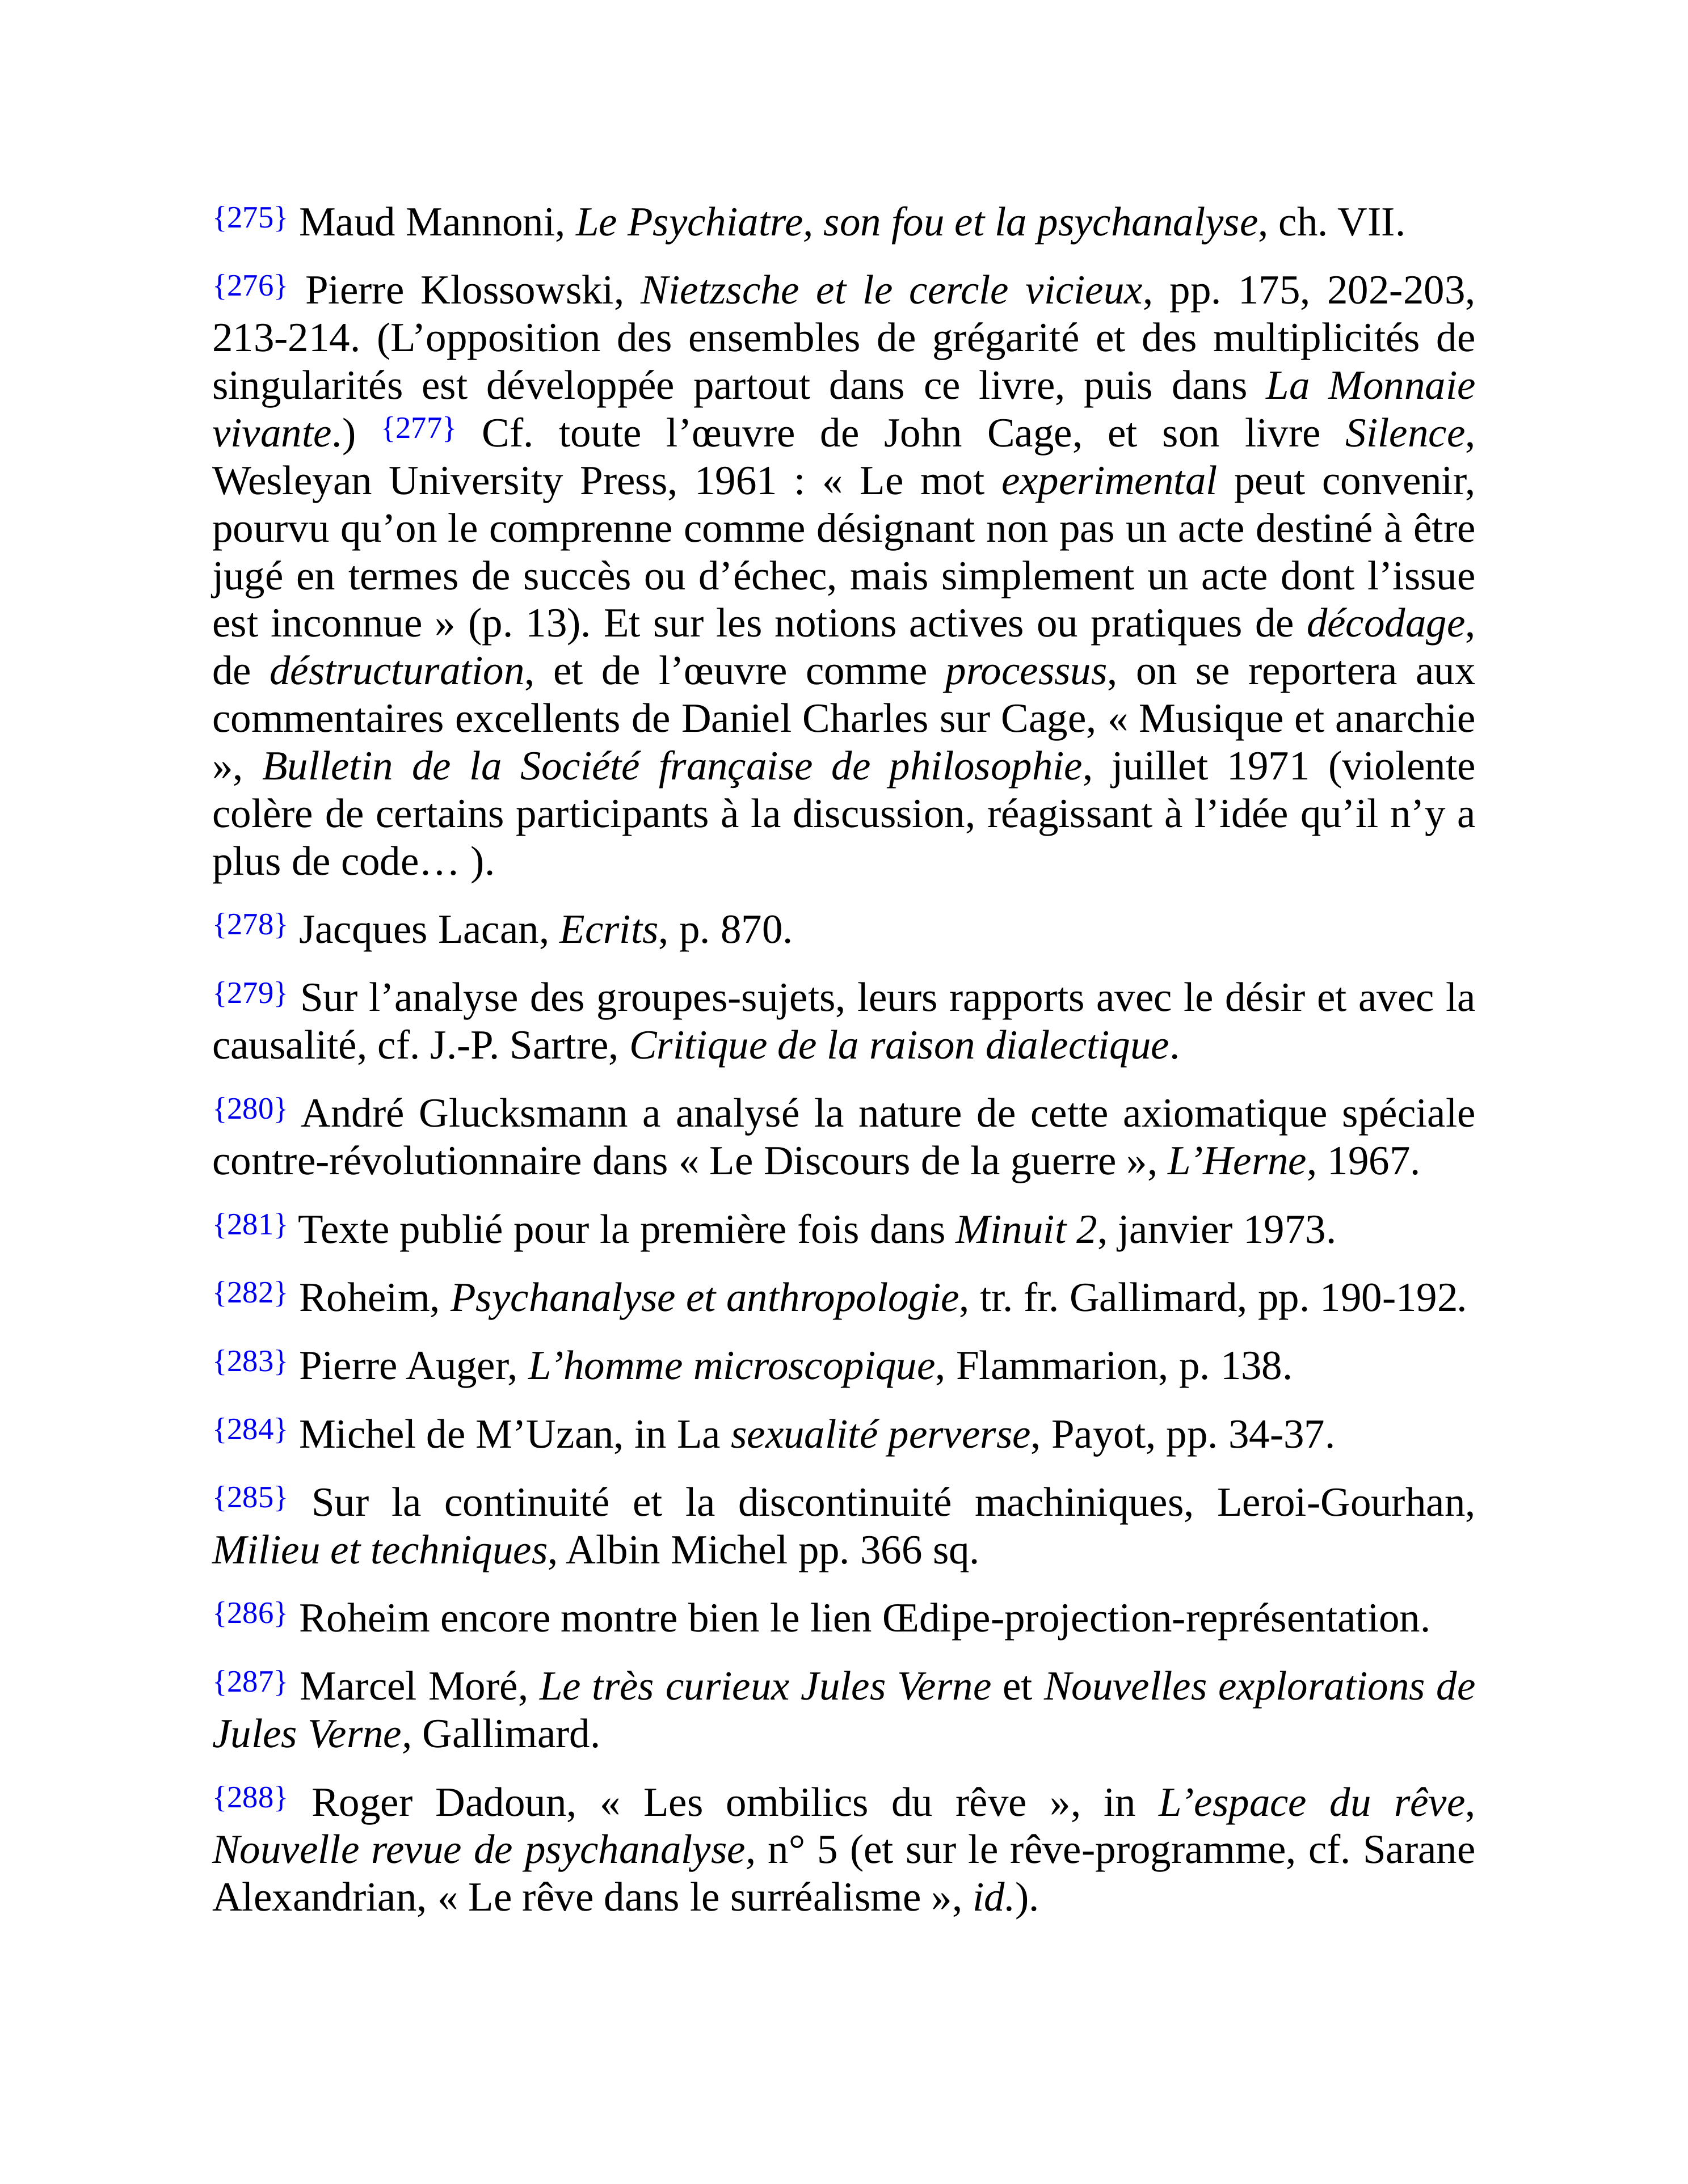 {275} Maud Mannoni, Le Psychiatre, son fou et la psychanalyse, ch. VII.
{276} Pierre Klossowski, Nietzsche et le cercle vicieux, pp. 175, 202-203,
213-214. (L’opposition des ensembles de grégarité et des multiplicités de
singularités est développée partout dans ce livre, puis dans La Monnaie
vivante.) {277} Cf. toute l’œuvre de John Cage, et son livre Silence,
Wesleyan University Press, 1961 : « Le mot experimental peut convenir,
pourvu qu’on le comprenne comme désignant non pas un acte destiné à être
jugé en termes de succès ou d’échec, mais simplement un acte dont l’issue
est inconnue » (p. 13). Et sur les notions actives ou pratiques de décodage,
de déstructuration, et de l’œuvre comme processus, on se reportera aux
commentaires excellents de Daniel Charles sur Cage, « Musique et anarchie
», Bulletin de la Société française de philosophie, juillet 1971 (violente
colère de certains participants à la discussion, réagissant à l’idée qu’il n’y a
plus de code… ).
{278} Jacques Lacan, Ecrits, p. 870.
{279} Sur l’analyse des groupes-sujets, leurs rapports avec le désir et avec la
causalité, cf. J.-P. Sartre, Critique de la raison dialectique.
{280} André Glucksmann a analysé la nature de cette axiomatique spéciale
contre-révolutionnaire dans « Le Discours de la guerre », L’Herne, 1967.
{281} Texte publié pour la première fois dans Minuit 2, janvier 1973.
{282} Roheim, Psychanalyse et anthropologie, tr. fr. Gallimard, pp. 190-192.
{283} Pierre Auger, L’homme microscopique, Flammarion, p. 138.
{284} Michel de M’Uzan, in La sexualité perverse, Payot, pp. 34-37.
{285} Sur la continuité et la discontinuité machiniques, Leroi-Gourhan,
Milieu et techniques, Albin Michel pp. 366 sq.
{286} Roheim encore montre bien le lien Œdipe-projection-représentation.
{287} Marcel Moré, Le très curieux Jules Verne et Nouvelles explorations de
Jules Verne, Gallimard.
{288} Roger Dadoun, « Les ombilics du rêve », in L’espace du rêve,
Nouvelle revue de psychanalyse, n° 5 (et sur le rêve-programme, cf. Sarane
Alexandrian, « Le rêve dans le surréalisme », id.).